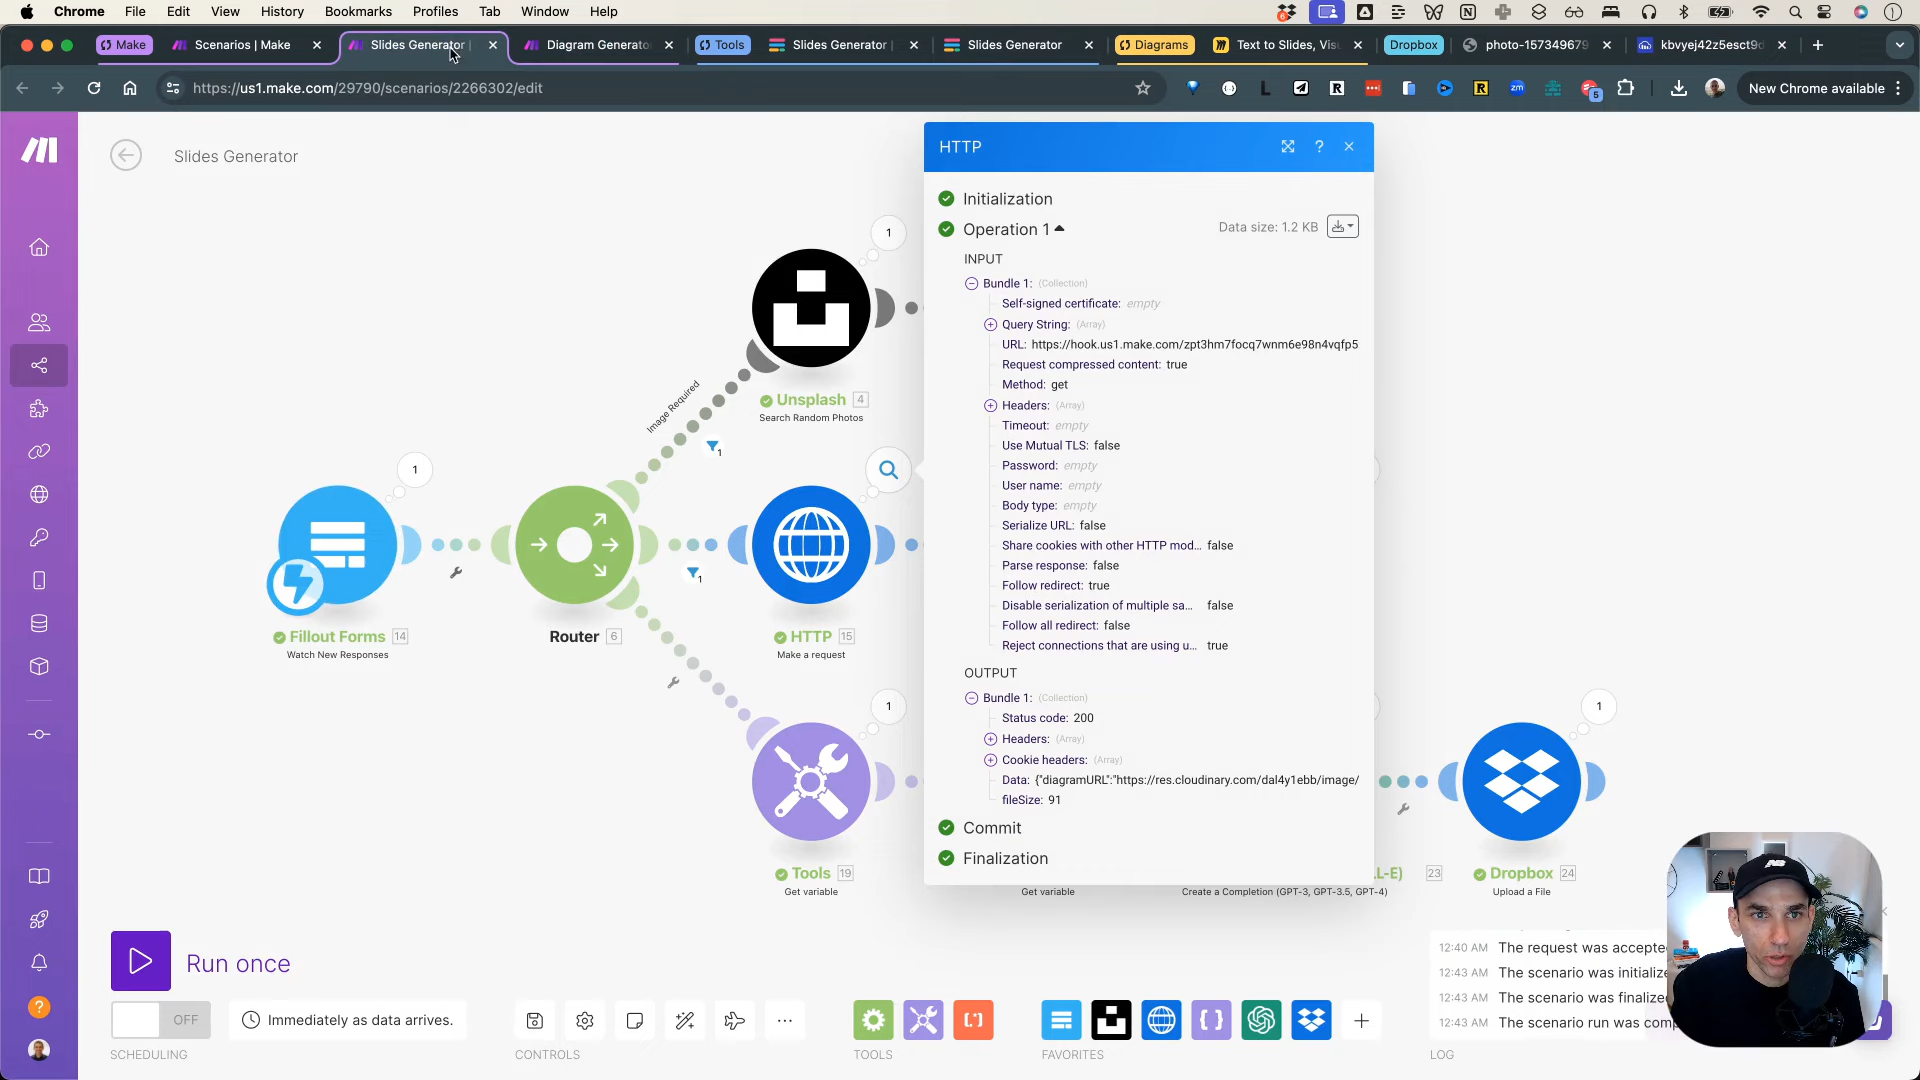 Chrome File Edit View History Bookmarks Profiles Tab Window Help
Make Scenarios | Make Slides Generator | Diagram Generato Tools Slides Generator | Slides Generator Diagrams Text to Slides, Visu Dropbox photo-157349679 kbvyej42z5esct9d
https://us1.make.com/29790/scenarios/2266302/edit
New Chrome available
Slides Generator
HTTP
Initialization
Operation 1
Data size: 1.2 KB
INPUT
Bundle 1: (Collection)
Self-signed certificate: empty
Query String: (Array)
URL: https://hook.us1.make.com/zpt3hm7focq7wnm6e98n4vqfp5
Request compressed content: true
Method: get
Headers: (Array)
Timeout: empty
Use Mutual TLS: false
Password: empty
User name: empty
Body type: empty
Serialize URL: false
Share cookies with other HTTP mod... false
Parse response: false
Follow redirect: true
Disable serialization of multiple sa... false
Follow all redirect: false
Reject connections that are using u... true
OUTPUT
Bundle 1: (Collection)
Status code: 200
Headers: (Array)
Cookie headers: (Array)
Data: {"diagramURL":"https://res.cloudinary.com/dal4y1ebb/image/
fileSize: 91
Commit
Finalization
1
Unsplash 4
Search Random Photos
Image Required
1
1
Fillout Forms 14
Watch New Responses
Router 6
1
HTTP 15
Make a request
1
Tools 19
Get variable
Get variable
L-E) 23
Create a Completion (GPT-3, GPT-3.5, GPT-4)
1
Dropbox 24
Upload a File
Run once
OFF
Immediately as data arrives.
SCHEDULING
CONTROLS
TOOLS
FAVORITES
LOG
12:40 AM The request was accepte
12:43 AM The scenario was initialize
12:43 AM The scenario was finalize
12:43 AM The scenario run was comp